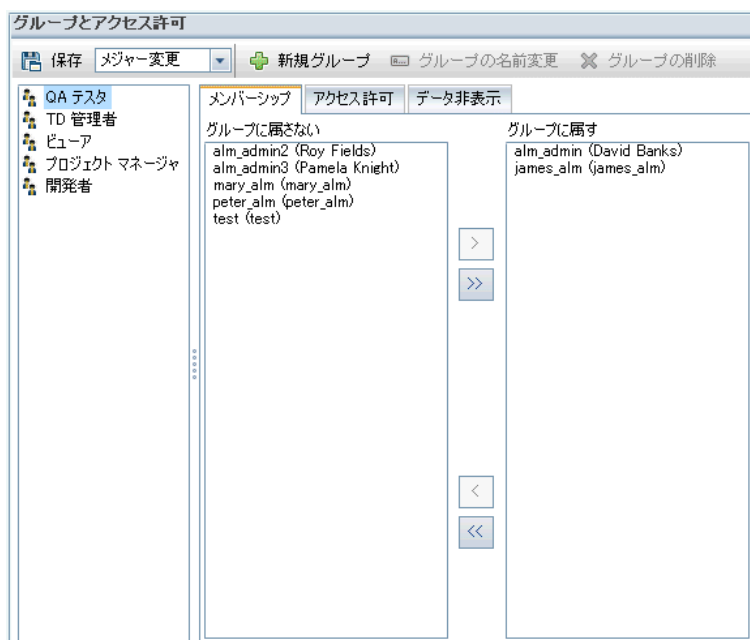 グループとアクセス許可
保存 メジャー変更 新規グループ グループの名前変更 グループの削除
QA テスタ
TD 管理者
ビューア
プロジェクト マネージャ
開発者
メンバーシップ アクセス許可 データ非表示
グループに属さない
alm_admin2 (Roy Fields)
alm_admin3 (Pamela Knight)
mary_alm (mary_alm)
peter_alm (peter_alm)
test (test)
>
>>
<
<<
グループに属す
alm_admin (David Banks)
james_alm (james_alm)